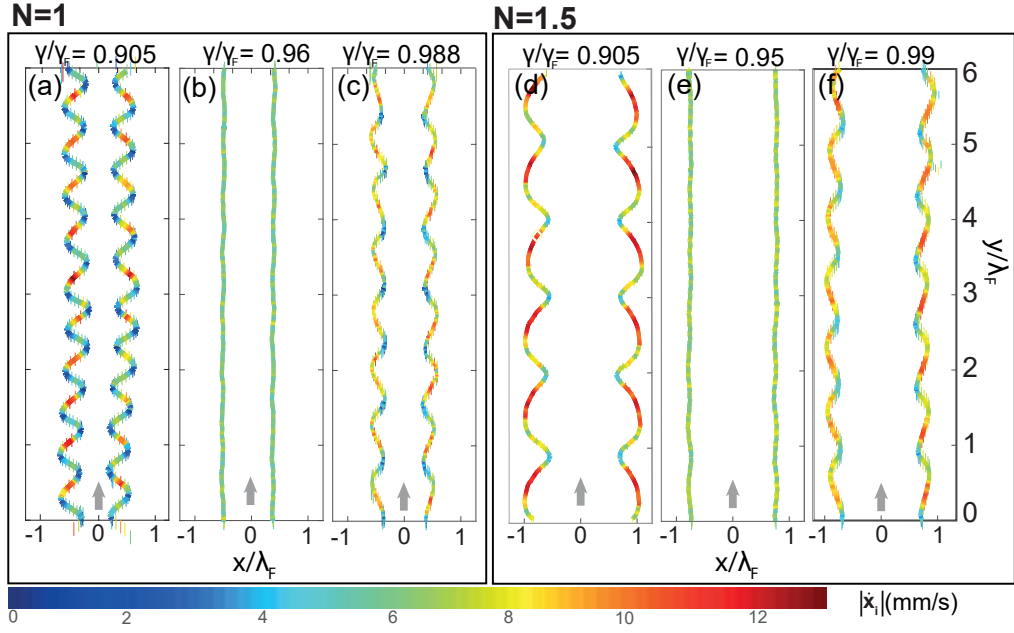 N=1
N=1.5
γ/γF = 0.905
γ/γF = 0.96
γ/γF = 0.988
γ/γF = 0.905
γ/γF = 0.95
γ/γF = 0.99
(a)
(b)
(c)
(d)
(e)
(f)
6
5
4
3
2
1
0
y/λF
-1 0 1
-1 0 1
-1 0 1
-1 0 1
-1 0 1
-1 0 1
x/λF
x/λF
0 2 4 6 8 10 12
|ẋi|(mm/s)